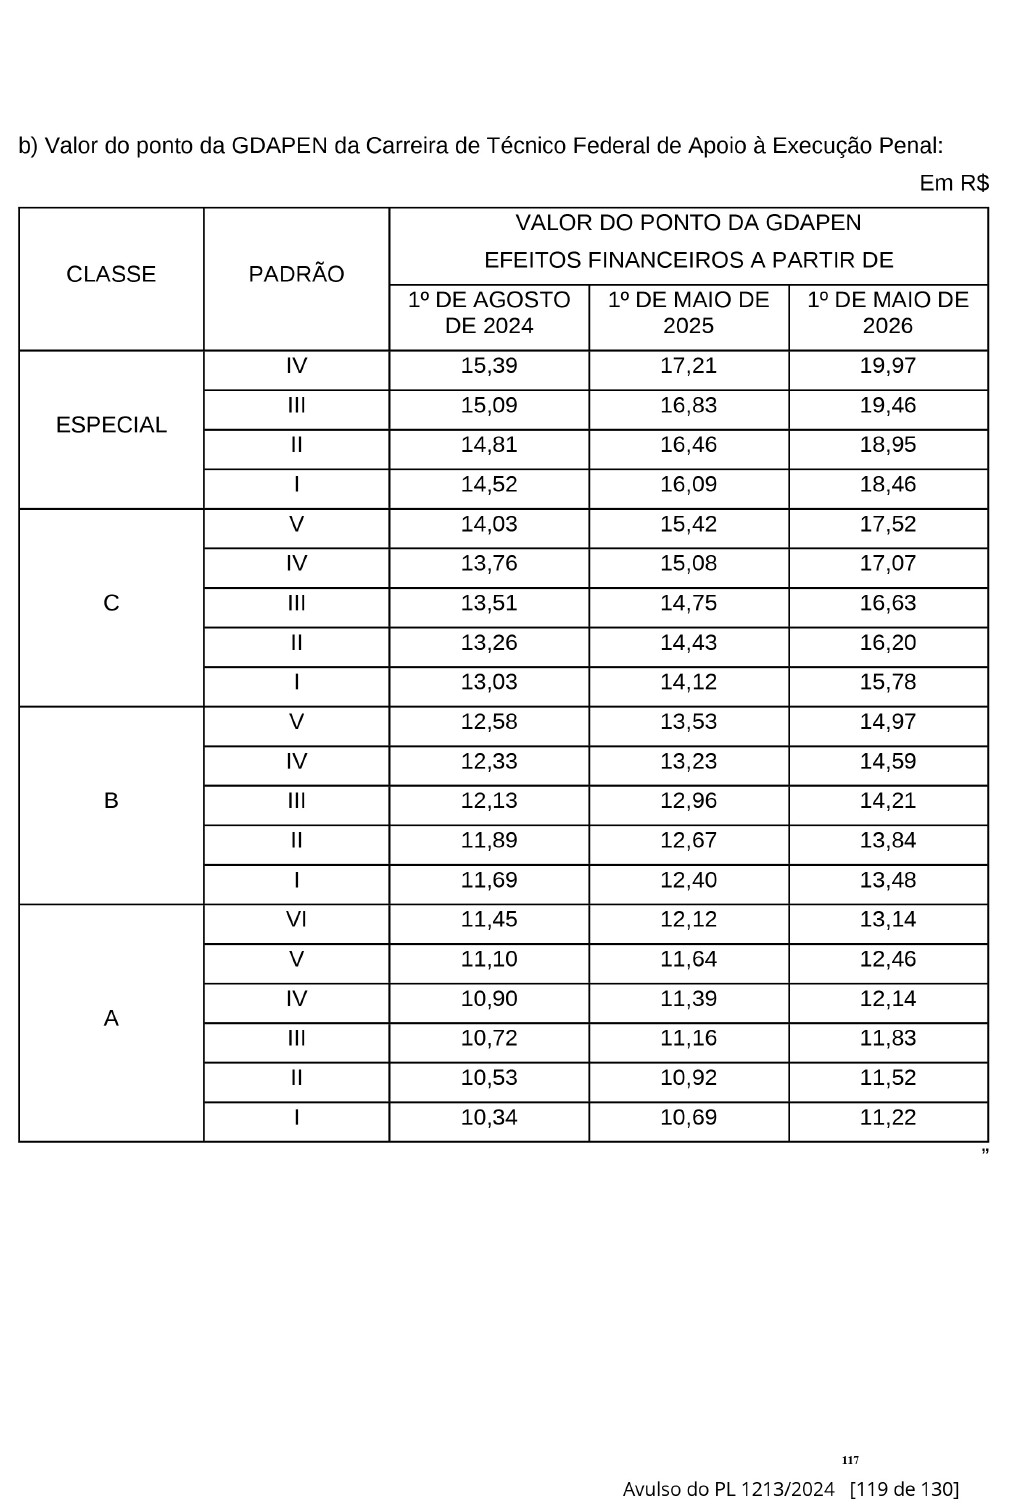 b) Valor do ponto da GDAPEN da Carreira de Técnico Federal de Apoio à Execução Penal:
Em R$
CLASSE PADRÃO VALOR DO PONTO DA GDAPEN
EFEITOS FINANCEIROS A PARTIR DE
1º DE AGOSTO DE 2024 1º DE MAIO DE 2025 1º DE MAIO DE 2026
ESPECIAL IV 15,39 17,21 19,97
III 15,09 16,83 19,46
II 14,81 16,46 18,95
I 14,52 16,09 18,46
C V 14,03 15,42 17,52
IV 13,76 15,08 17,07
III 13,51 14,75 16,63
II 13,26 14,43 16,20
I 13,03 14,12 15,78
B V 12,58 13,53 14,97
IV 12,33 13,23 14,59
III 12,13 12,96 14,21
II 11,89 12,67 13,84
I 11,69 12,40 13,48
A VI 11,45 12,12 13,14
V 11,10 11,64 12,46
IV 10,90 11,39 12,14
III 10,72 11,16 11,83
II 10,53 10,92 11,52
I 10,34 10,69 11,22
”
117
Avulso do PL 1213/2024 [119 de 130]